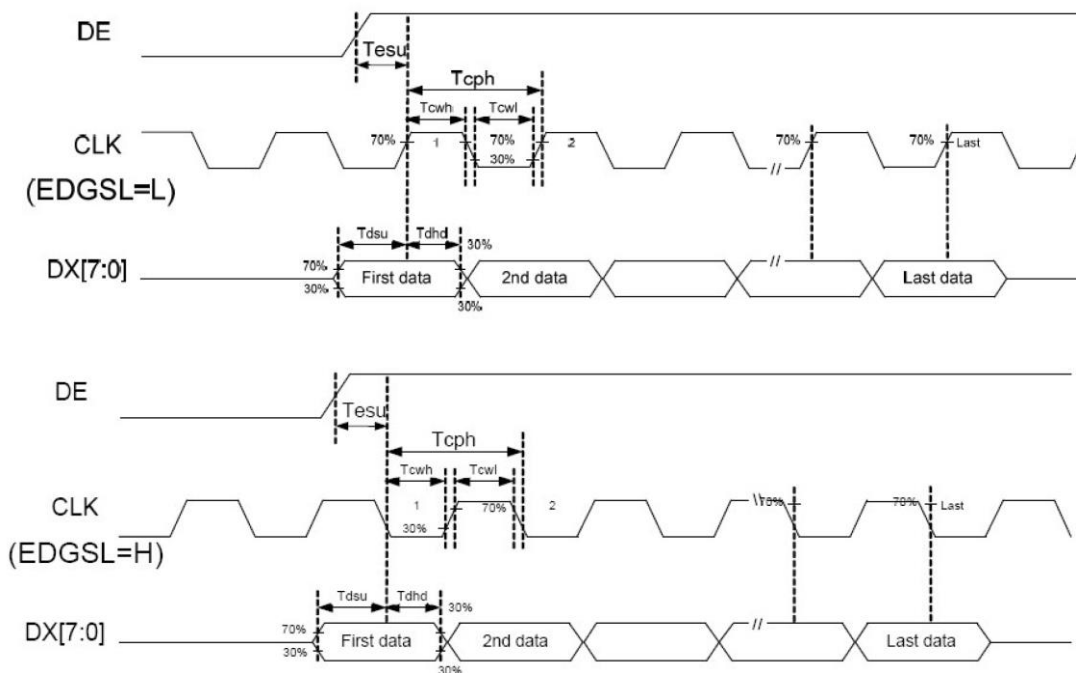 DE
Tesu
Tcph
Tcwh Tcwl
CLK 70% 1 70% 2 70% 70% Last
30%
(EDGSL=L) //
Tdsu Tdhd 30%
DX[7:0] 70% First data 2nd data // Last data
30% 30%
DE
Tesu
Tcph
Tcwh Tcwl
CLK 1 70% 2 \\ 70% 70% Last
30%
(EDGSL=H)
Tdsu Tdhd 30%
DX[7:0] 70% First data 2nd data // Last data
30% 30%